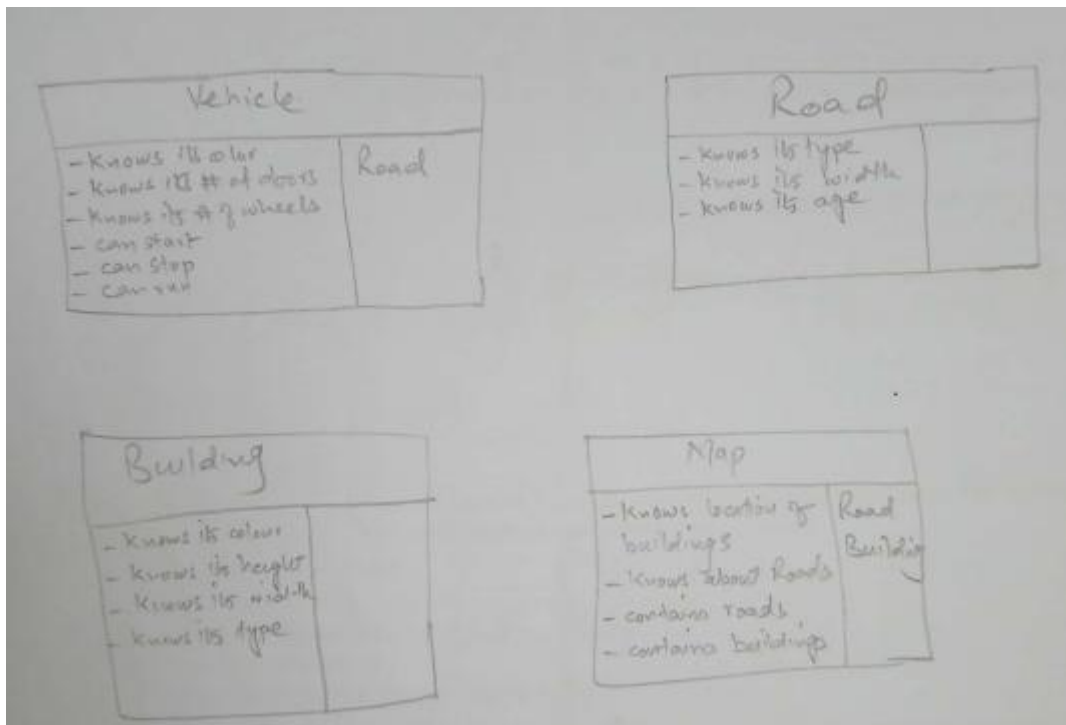 Vehicle
- Knows its color
- Knows its # of doors
- Knows its # of wheels
- can start
- can stop
- can run
Road
Road
- Knows its type
- Knows its width
- Knows its age
Building
- Knows its colour
- Knows its height
- Knows its width
- Knows its type
Map
- Knows location of
buildings
- Knows about Roads
- contains roads
- contains buildings
Road
Building